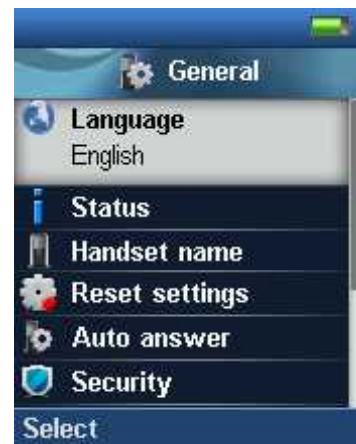 General
Language
English
Status
Handset name
Reset settings
Auto answer
Security
Select